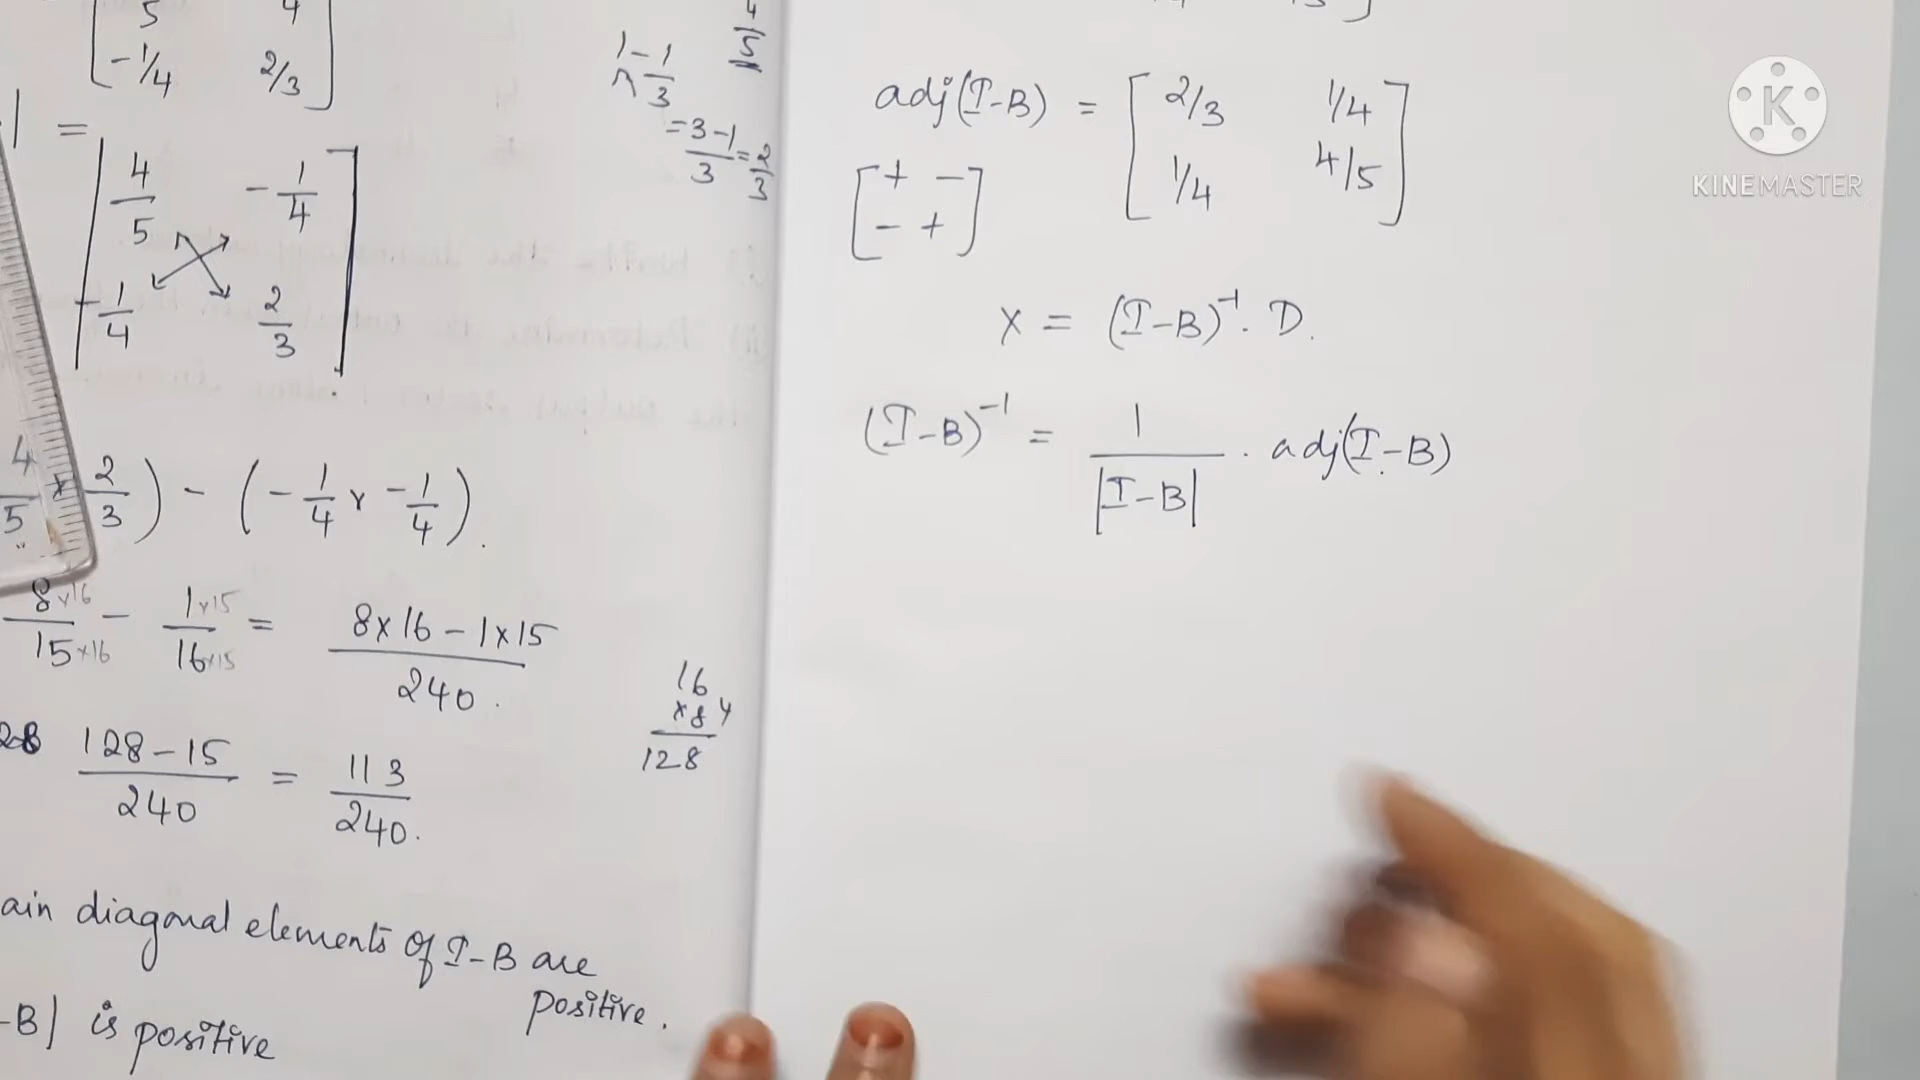 5 4
-1/4 2/3
| =
4/5 -1/4
-1/4 2/3
4/5 × 2/3) - (-1/4 × -1/4).
8×16/15×16 - 1×15/16×15 = 8×16-1×15/240.
28 128-15/240 = 113/240.
ain diagonal elements of I-B are
positive.
-B| is positive
4/5
1-1/3
=3-1/3=2/3
16
×8
128
adj(I-B) = [2/3 1/4
1/4 4/5]
[+ -
- +]
X = (I-B)⁻¹. D.
(I-B)⁻¹ = 1/|I-B| . adj(I-B)
KINEMASTER